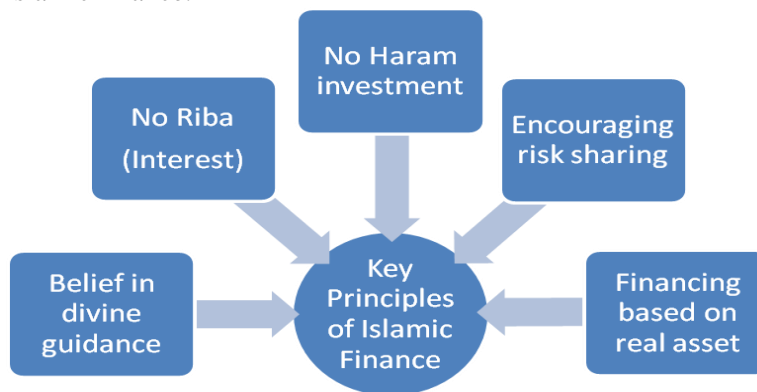 No Haram
investment
No Riba
(Interest)
Encouraging
risk sharing
Belief in
divine
guidance
Key
Principles
of Islamic
Finance
Financing
based on
real asset